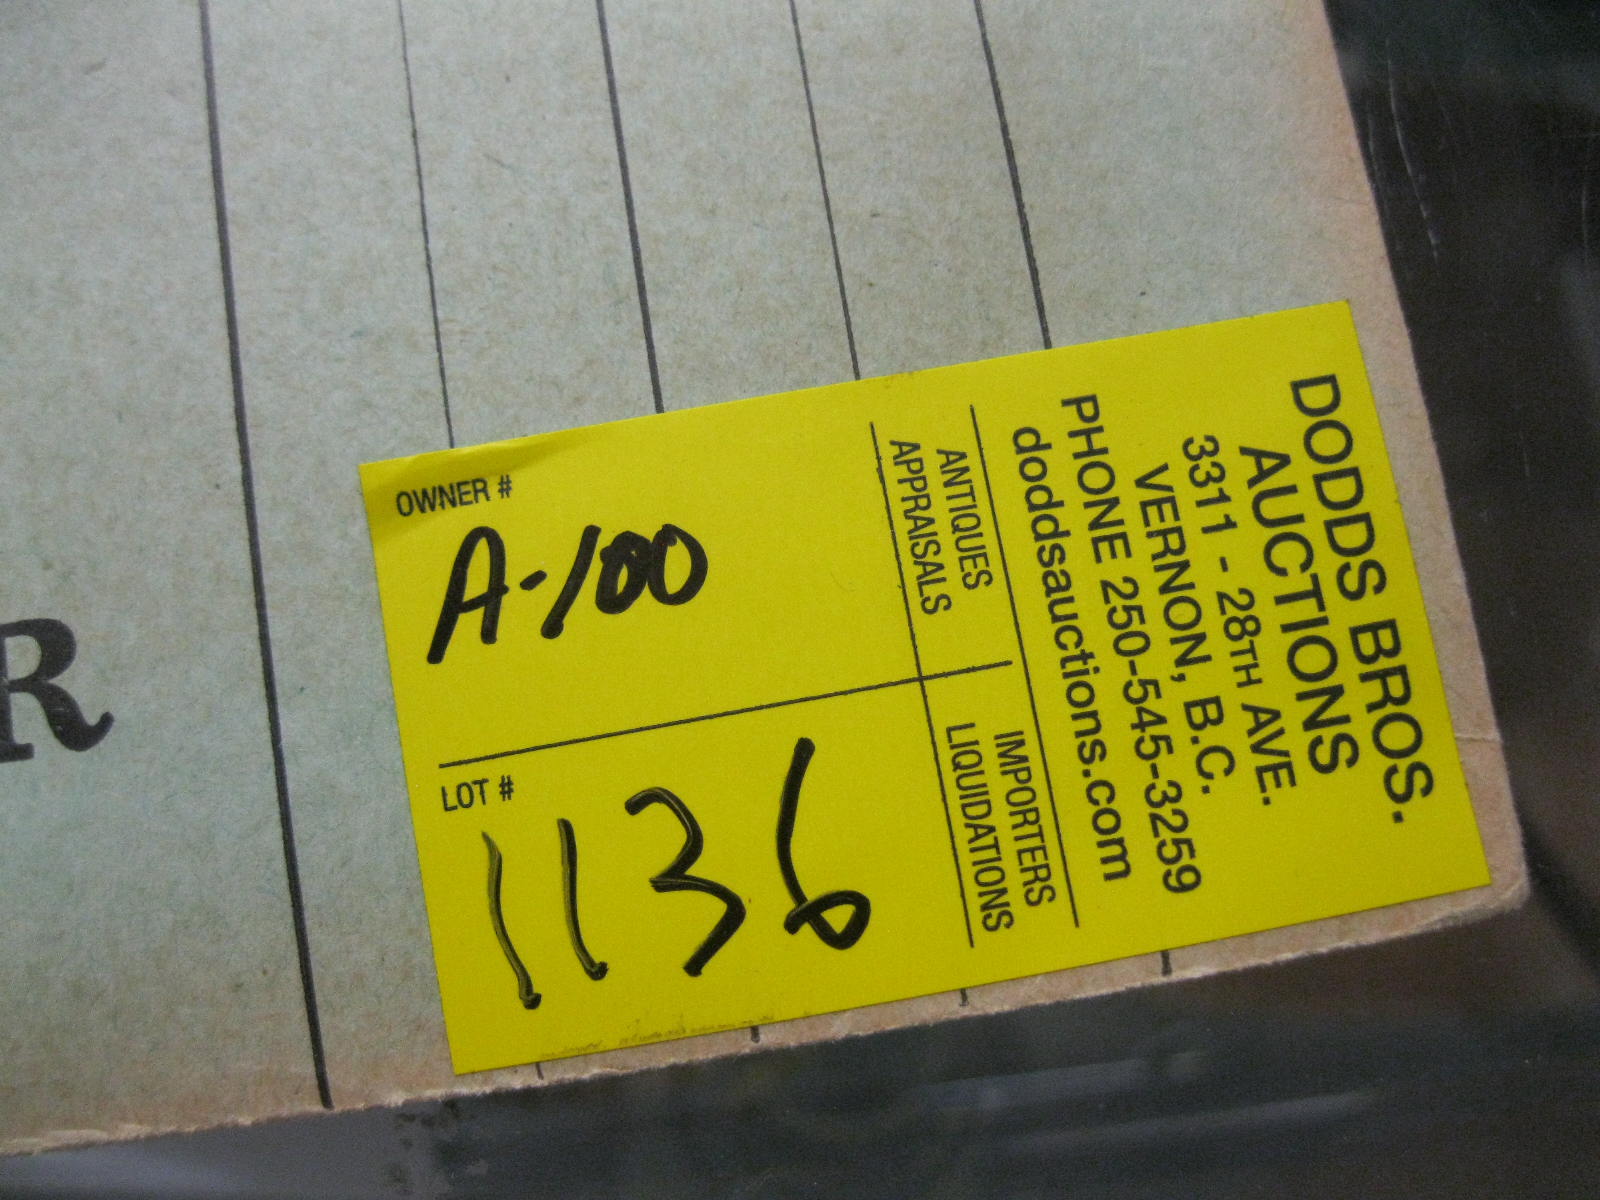 R
OWNER #
A-100
LOT #
1136
DODDS BROS.
AUCTIONS
3311 - 28TH AVE.
VERNON, B.C.
PHONE 250-545-3259
doddsauctions.com
ANTIQUES
APPRAISALS
IMPORTERS
LIQUIDATIONS